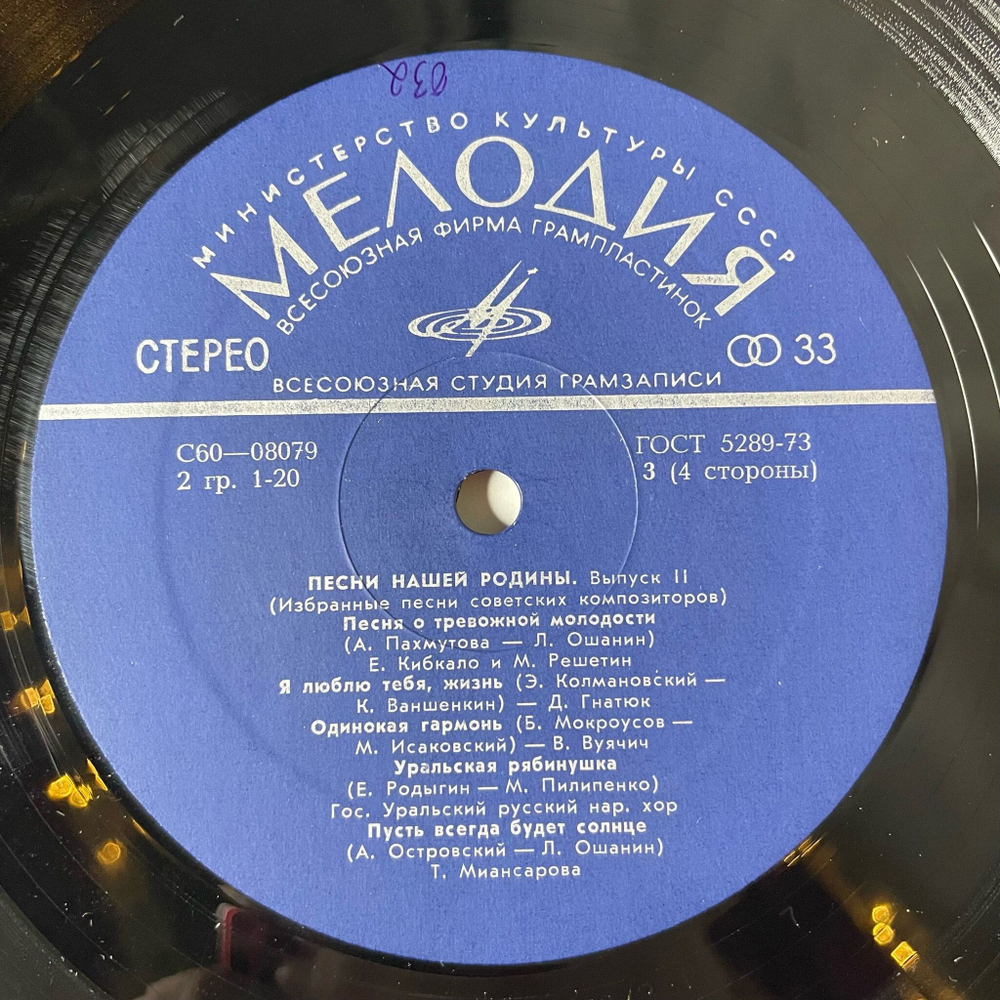 032
МИНИСТЕРСТВО КУЛЬТУРЫ СССР
МЕЛОДИЯ
ВСЕСОЮЗНАЯ ФИРМА ГРАМПЛАСТИНОК
СТЕРЕО
33
ВСЕСОЮЗНАЯ СТУДИЯ ГРАМЗАПИСИ
С60—08079
ГОСТ 5289-73
2 гр. 1-20
3 (4 стороны)
ПЕСНИ НАШЕЙ РОДИНЫ. Выпуск II
(Избранные песни советских композиторов)
Песня о тревожной молодости
(А. Пахмутова — Л. Ошанин)
Е. Кибкало и М. Решетин
Я люблю тебя, жизнь (Э. Колмановский —
К. Ваншенкин) — Д. Гнатюк
Одинокая гармонь (Б. Мокроусов —
М. Исаковский) — В. Вуячич
Уральская рябинушка
(Е. Родыгин — М. Пилипенко)
Гос. Уральский русский нар. хор
Пусть всегда будет солнце
(А. Островский — Л. Ошанин)
Т. Миансарова